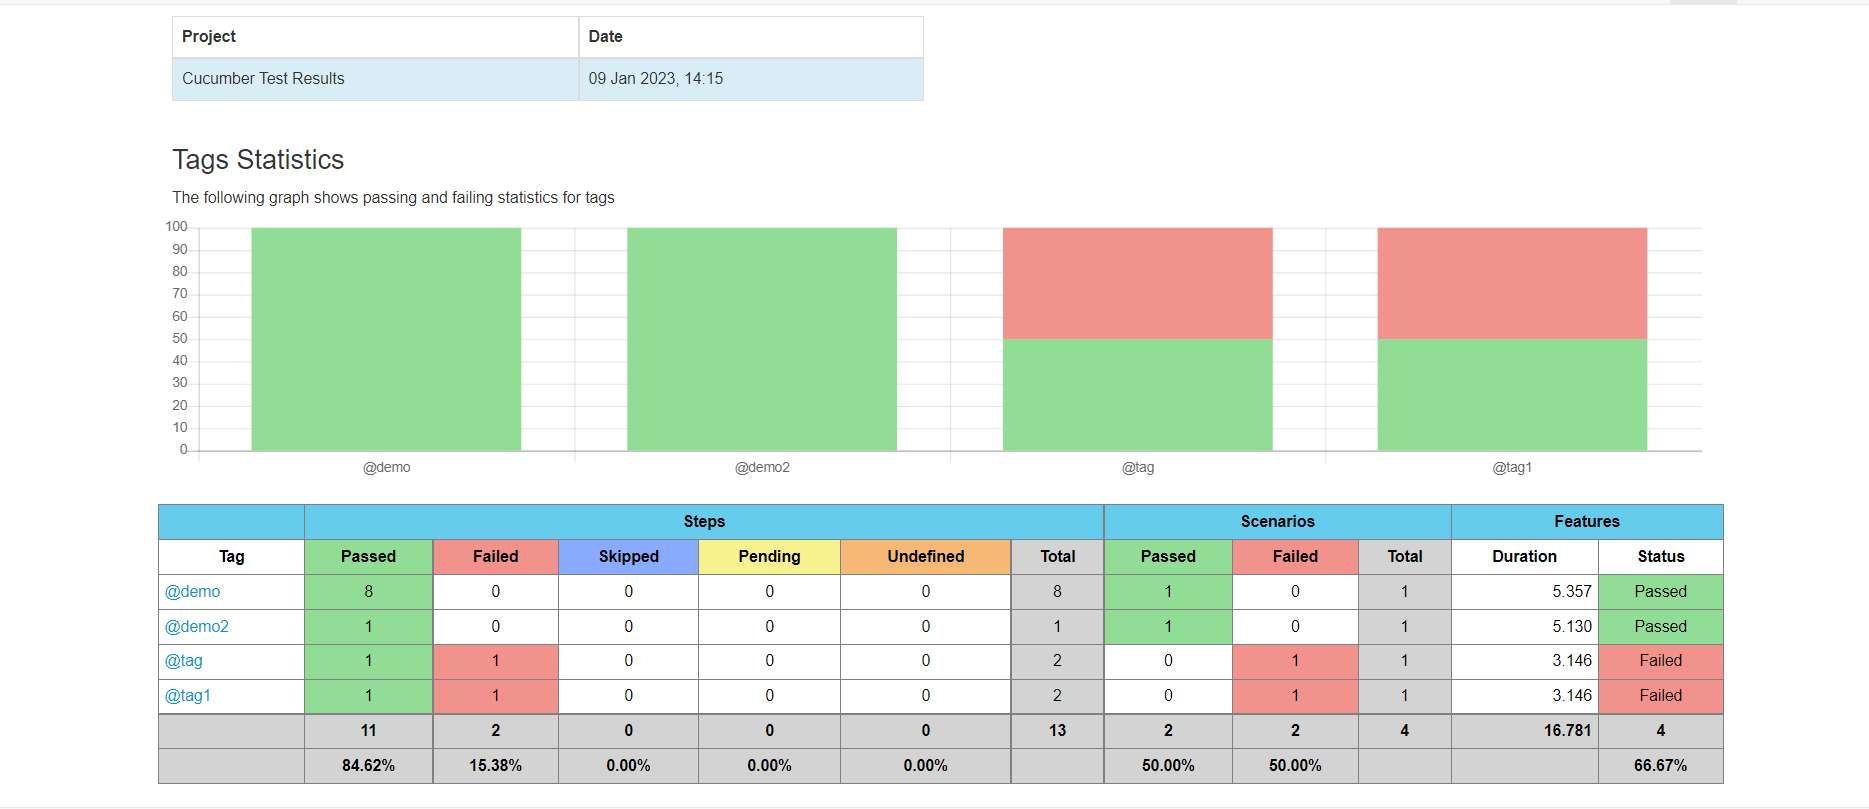 Project Date
Cucumber Test Results 09 Jan 2023, 14:15
Tags Statistics
The following graph shows passing and failing statistics for tags
100
90
80
70
60
50
40
30
20
10
0
@demo @demo2 @tag @tag1
Steps Scenarios Features
Tag Passed Failed Skipped Pending Undefined Total Passed Failed Total Duration Status
@demo 8 0 0 0 0 8 1 0 1 5.357 Passed
@demo2 1 0 0 0 0 1 1 0 1 5.130 Passed
@tag 1 1 0 0 0 2 0 1 1 3.146 Failed
@tag1 1 1 0 0 0 2 0 1 1 3.146 Failed
11 2 0 0 0 13 2 2 4 16.781 4
84.62% 15.38% 0.00% 0.00% 0.00% 50.00% 50.00% 66.67%